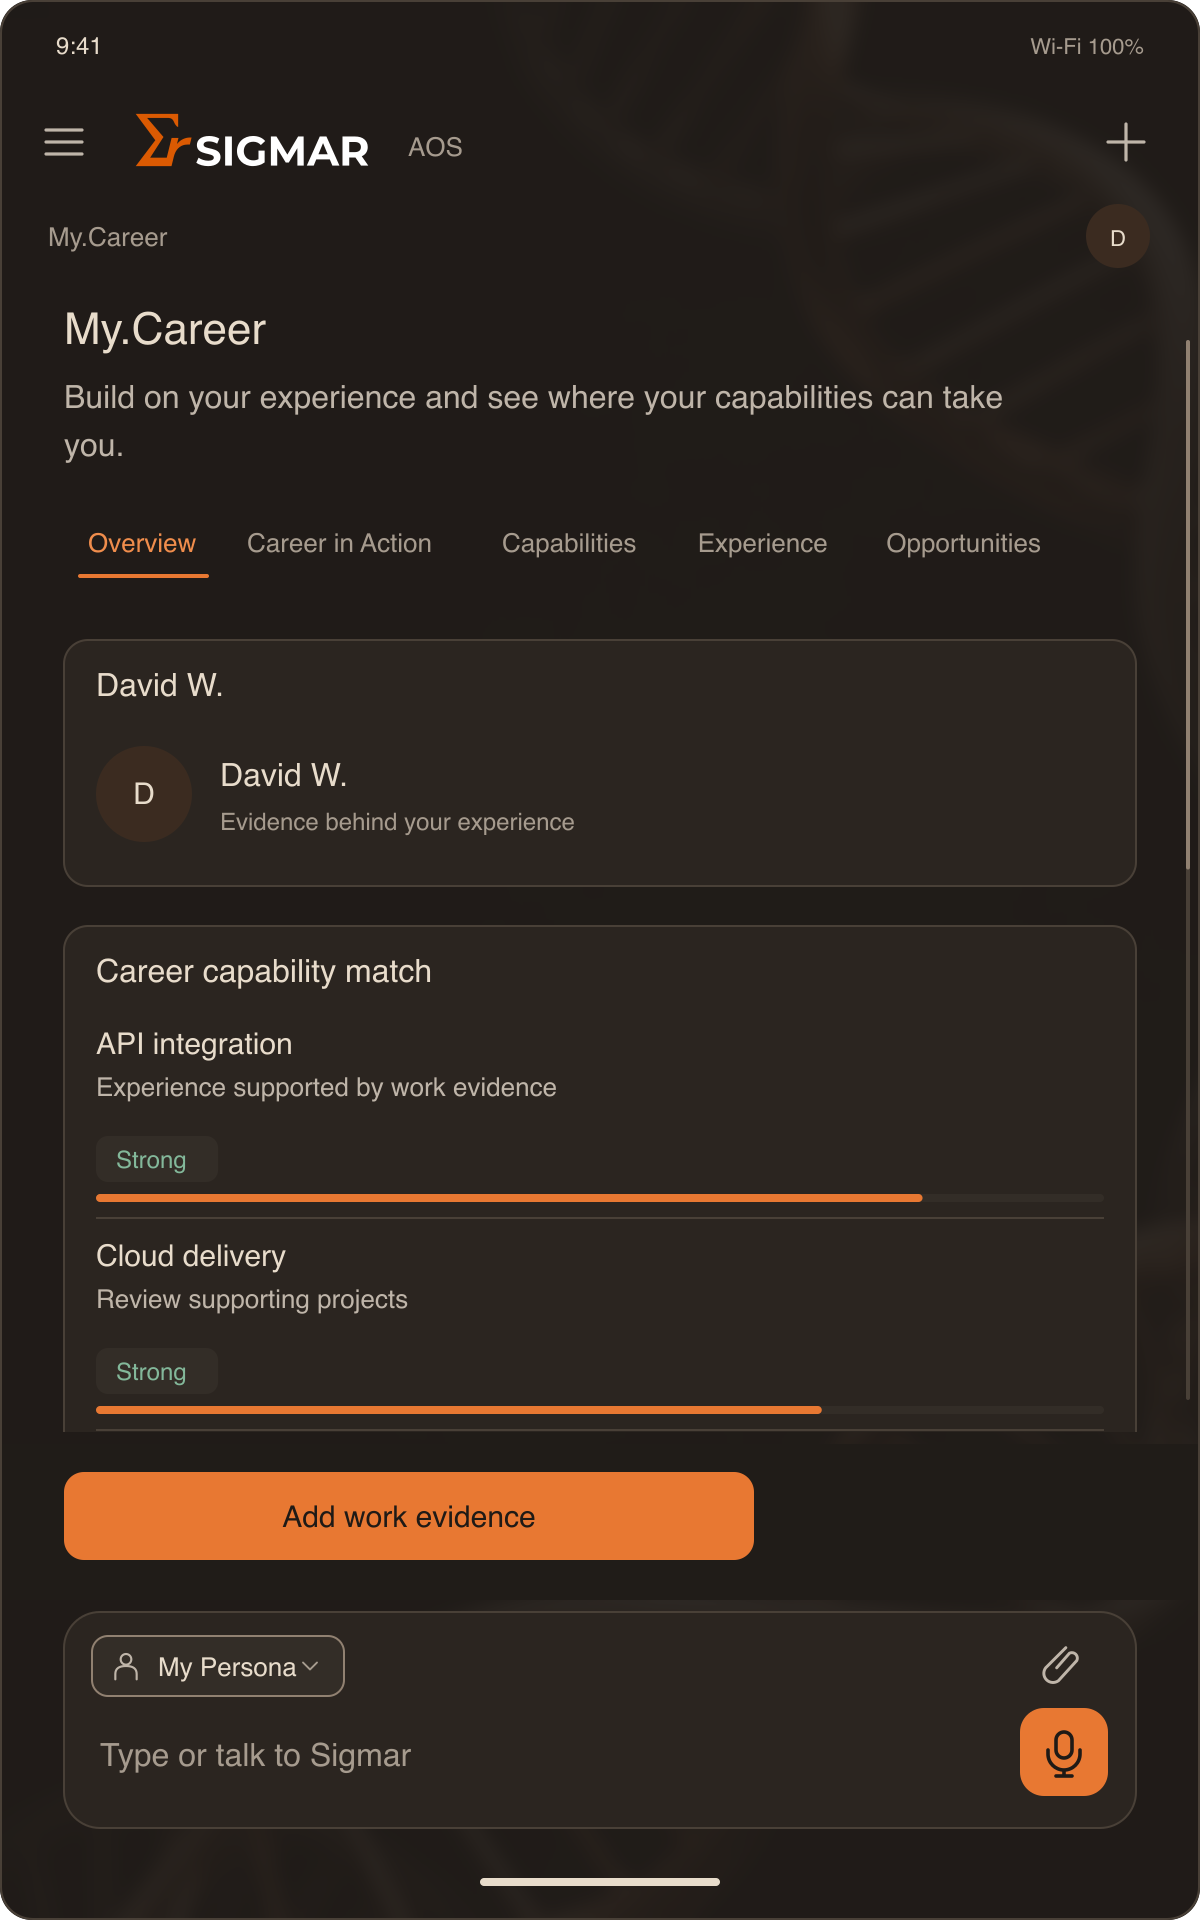 9:41
Wi-Fi 100%
Σr SIGMAR AOS
My.Career
D
My.Career
Build on your experience and see where your capabilities can take
you.
Overview
Career in Action
Capabilities
Experience
Opportunities
David W.
D
David W.
Evidence behind your experience
Career capability match
API integration
Experience supported by work evidence
Strong
Cloud delivery
Review supporting projects
Strong
Add work evidence
My Persona
Type or talk to Sigmar